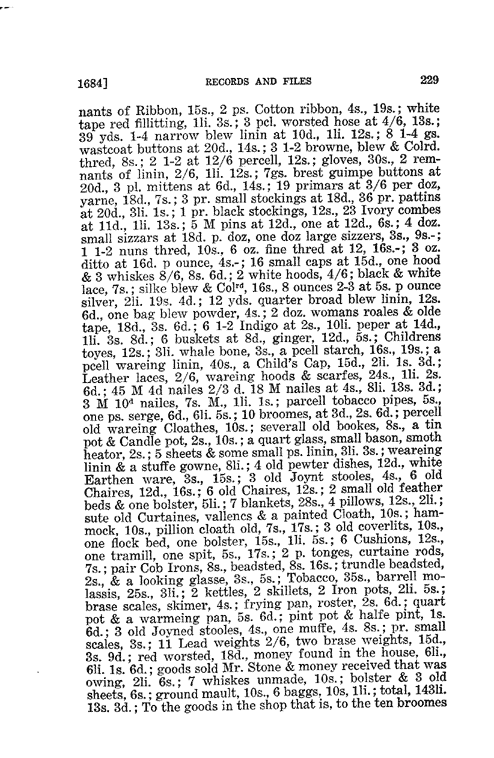 1684] RECORDS AND FILES 229
nants of Ribbon, 15s., 2 ps. Cotton ribbon, 4s., 19s.; white
tape red fillitting, 1li. 3s.; 3 pcl. worsted hose at 4/6, 13s.;
39 yds. 1-4 narrow blew linin at 10d., 1li. 12s.; 8 1-4 gs.
wastcoat buttons at 20d., 14s.; 3 1-2 browne, blew & Colrd.
thred, 8s.; 2 1-2 at 12/6 percell, 12s.; gloves, 30s., 2 rem-
nants of linin, 2/6, 1li. 12s.; 7gs. brest guimpe buttons at
20d., 3 pl. mittens at 6d., 14s.; 19 primars at 3/6 per doz,
yarne, 18d., 7s.; 3 pr. small stockings at 18d., 36 pr. pattins
at 20d., 3li. 1s.; 1 pr. black stockings, 12s., 23 Ivory combes
at 11d., 1li. 13s.; 5 M pins at 12d., one at 12d., 6s.; 4 doz.
small sizzars at 18d. p. doz, one doz large sizzers, 3s., 9s.-;
1 1-2 nuns thred, 10s., 6 oz. fine thred at 12, 16s.-; 3 oz.
ditto at 16d. p ounce, 4s.-; 16 small caps at 15d., one hood
& 3 whiskes 8/6, 8s. 6d.; 2 white hoods, 4/6; black & white
lace, 7s.; silke blew & Colrd, 16s., 8 ounces 2-3 at 5s. p ounce
silver, 2li. 19s. 4d.; 12 yds. quarter broad blew linin, 12s.
6d., one bag blew powder, 4s.; 2 doz. womans roales & olde
tape, 18d., 3s. 6d.; 6 1-2 Indigo at 2s., 10li. peper at 14d.,
1li. 3s. 8d.; 6 buskets at 8d., ginger, 12d., 5s.; Childrens
toyes, 12s.; 3li. whale bone, 3s., a pcell starch, 16s., 19s.; a
pcell wareing linin, 40s., a Child's Cap, 15d., 2li. 1s. 3d.;
Leather laces, 2/6, wareing hoods & scarfes, 24s., 1li. 2s.
6d.; 45 M 4d nailes 2/3 d. 18 M nailes at 4s., 8li. 13s. 3d.;
3 M 10d nailes, 7s. M., 1li. 1s.; parcell tobacco pipes, 5s.,
one ps. serge, 6d., 6li. 5s.; 10 broomes, at 3d., 2s. 6d.; percell
old wareing Cloathes, 10s.; severall old bookes, 8s., a tin
pot & Candle pot, 2s., 10s.; a quart glass, small bason, smoth
heator, 2s.; 5 sheets & some small ps. linin, 3li. 3s.; weareing
linin & a stuffe gowne, 8li.; 4 old pewter dishes, 12d., white
Earthen ware, 3s., 15s.; 3 old Joynt stooles, 4s., 6 old
Chaires, 12d., 16s.; 6 old Chaires, 12s.; 2 small old feather
beds & one bolster, 5li.; 7 blankets, 28s., 4 pillows, 12s., 2li.;
sute old Curtaines, vallencs & a painted Cloath, 10s.; ham-
mock, 10s., pillion cloath old, 7s., 17s.; 3 old coverlits, 10s.,
one flock bed, one bolster, 15s., 1li. 5s.; 6 Cushions, 12s.,
one tramill, one spit, 5s., 17s.; 2 p. tonges, curtaine rods,
7s.; pair Cob Irons, 8s., beadsted, 8s. 16s.; trundle beadsted,
2s., & a looking glasse, 3s., 5s.; Tobacco, 35s., barrell mo-
lassis, 25s., 3li.; 2 kettles, 2 skillets, 2 Iron pots, 2li. 5s.;
brase scales, skimer, 4s.; frying pan, roster, 2s. 6d.; quart
pot & a warmeing pan, 5s. 6d.; pint pot & halfe pint, 1s.
6d.; 3 old Joyned stooles, 4s., one muffe, 4s. 8s.; pr. small
scales, 3s.; 11 Lead weights 2/6, two brase weights, 15d.,
3s. 9d.; red worsted, 18d., money found in the house, 6li.,
6li. 1s. 6d.; goods sold Mr. Stone & money received that was
owing, 2li. 6s.; 7 whiskes unmade, 10s.; bolster & 3 old
sheets, 6s.; ground mault, 10s., 6 baggs, 10s, 1li.; total, 143li.
13s. 3d.; To the goods in the shop that is, to the ten broomes